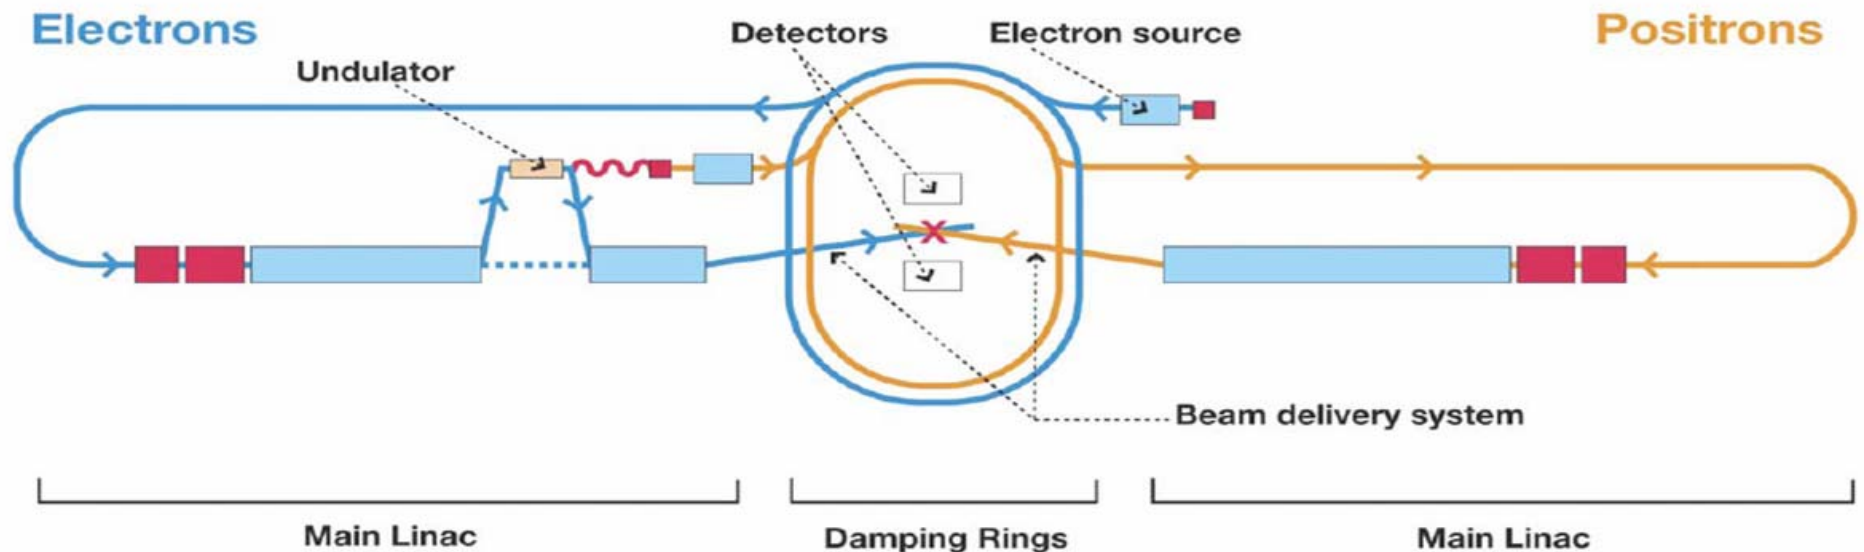 Electrons
Detectors
Electron source
Positrons
Undulator
Beam delivery system
Main Linac
Damping Rings
Main Linac